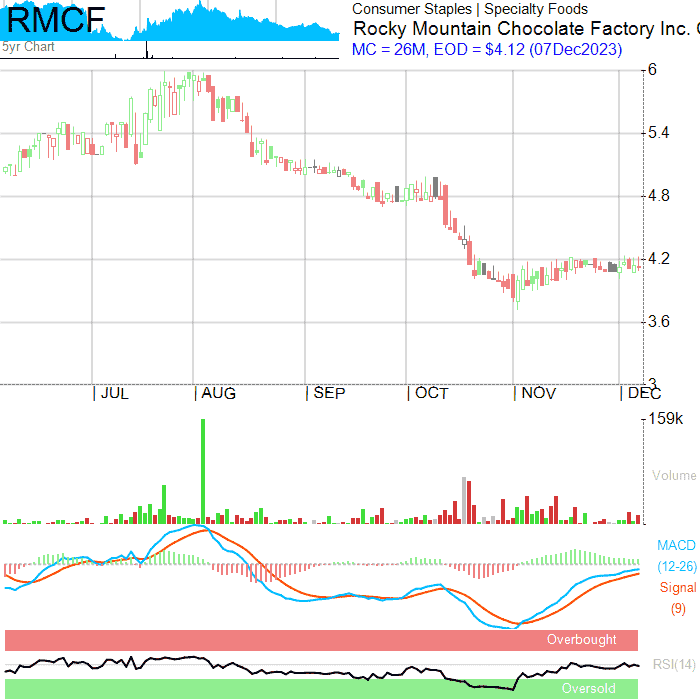 RMCF
5yr Chart
Consumer Staples | Specialty Foods
Rocky Mountain Chocolate Factory Inc.
MC = 26M, EOD = $4.12 (07Dec2023)
6
5.4
4.8
4.2
3.6
3
JUL AUG SEP OCT NOV DEC
159k
Volume
MACD
(12-26)
Signal
(9)
Overbought
RSI(14)
Oversold